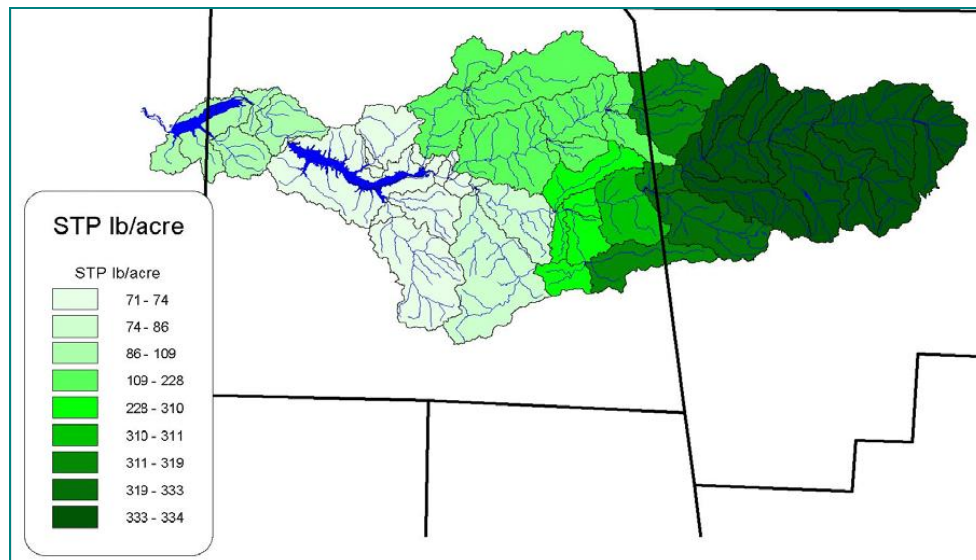 STP lb/acre
STP lb/acre
71 - 74
74 - 86
86 - 109
109 - 228
228 - 310
310 - 311
311 - 319
319 - 333
333 - 334